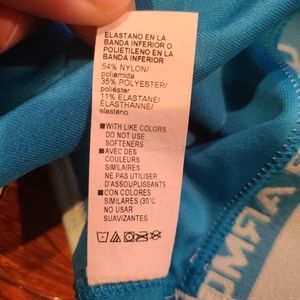 ELASTANO EN LA
BANDA INFERIOR O
POLIETILENO EN LA
BANDA INFERIOR
54% NYLON/
poliamida
35% POLYESTER/
poliéster
11% ELASTANE/
ELASTHANNE/
elastano
■WITH LIKE COLORS
DO NOT USE
SOFTENERS
■AVEC DES
COULEURS
SIMILAIRES
NE PAS UTILISER
D'ASSOUPLISSANTS
■CON COLORES
SIMILARES (30°C
NO USAR
SUAVIZANTES
ARMU